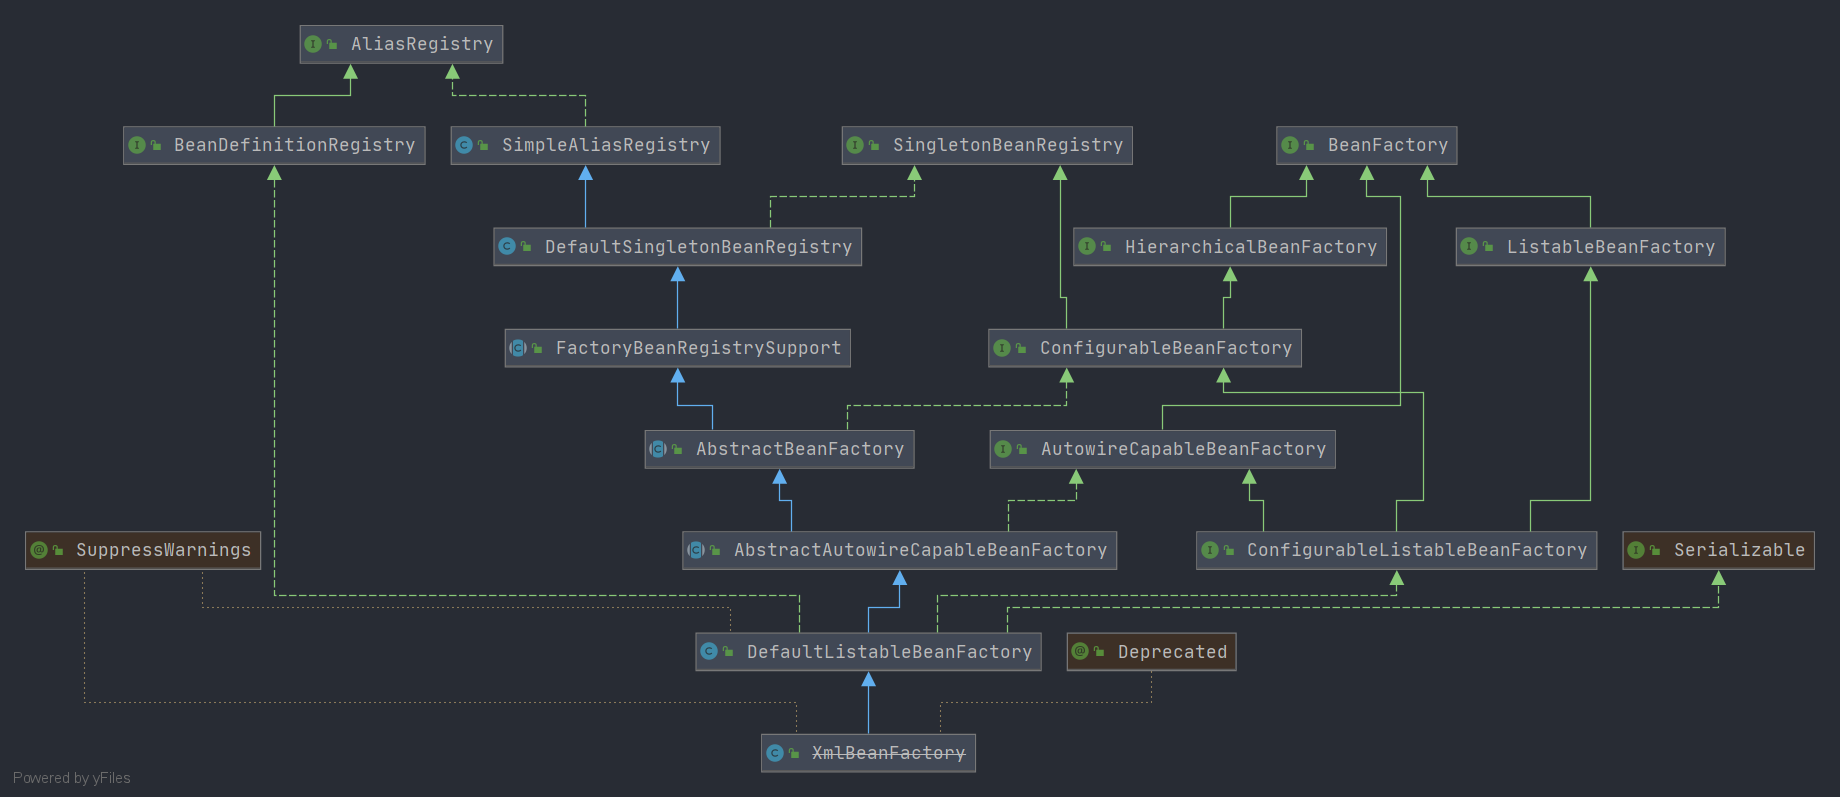 AliasRegistry
BeanDefinitionRegistry
SimpleAliasRegistry
SingletonBeanRegistry
BeanFactory
DefaultSingletonBeanRegistry
HierarchicalBeanFactory
ListableBeanFactory
FactoryBeanRegistrySupport
ConfigurableBeanFactory
AbstractBeanFactory
AutowireCapableBeanFactory
SuppressWarnings
AbstractAutowireCapableBeanFactory
ConfigurableListableBeanFactory
Serializable
DefaultListableBeanFactory
Deprecated
XmlBeanFactory
Powered by yFiles